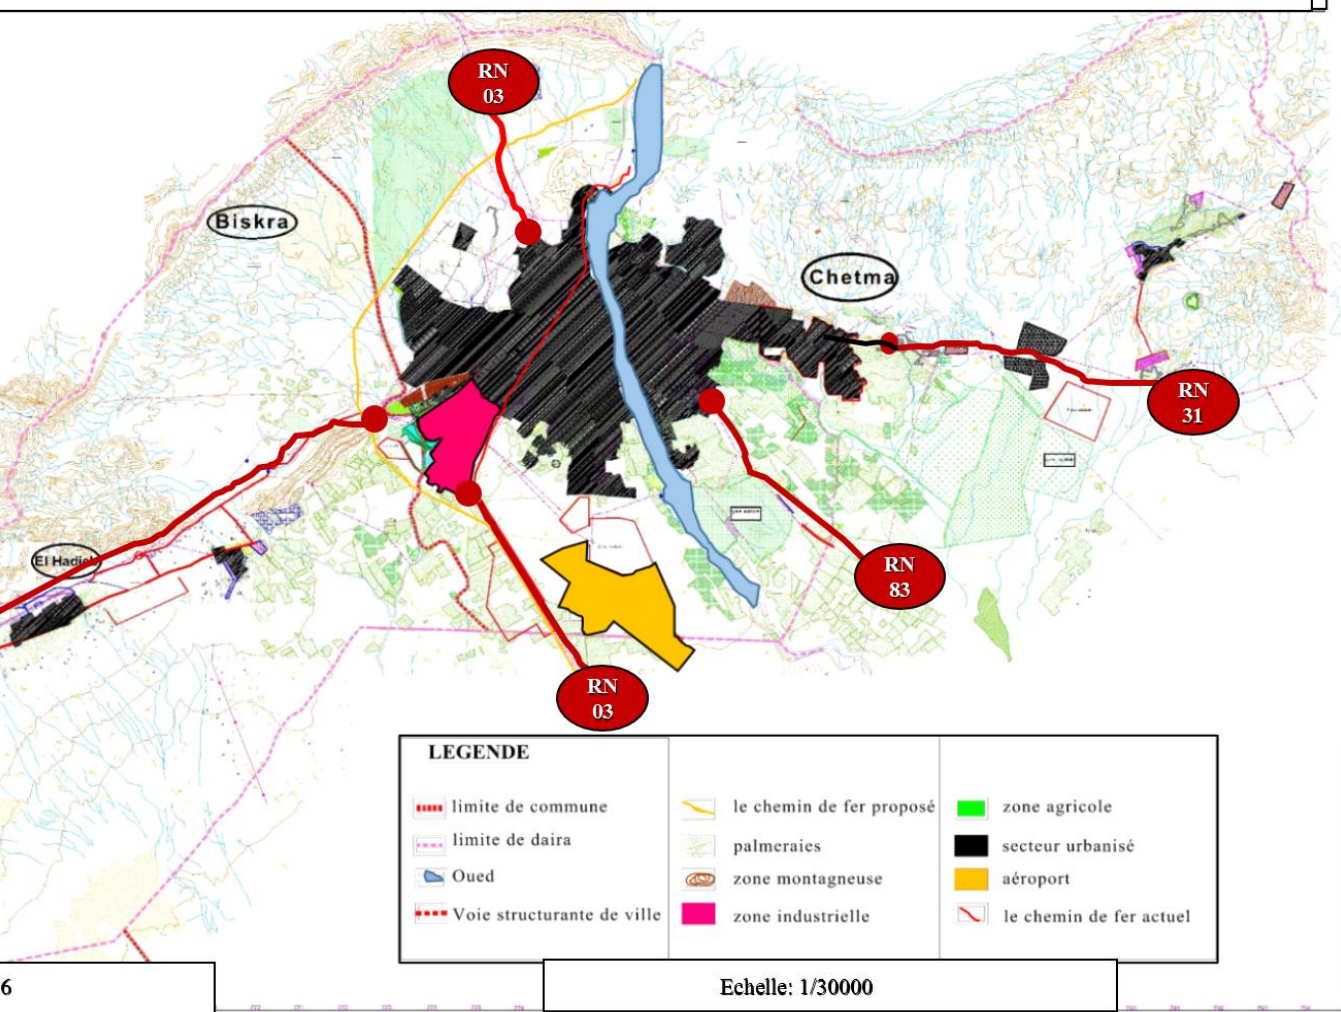 RN
03
Biskra
Chetma
RN
31
El Hadjeb
RN
83
RN
03
LEGENDE
limite de commune
limite de daira
Oued
Voie structurante de ville
le chemin de fer proposé
palmeraies
zone montagneuse
zone industrielle
zone agricole
secteur urbanisé
aéroport
le chemin de fer actuel
6
Echelle: 1/30000